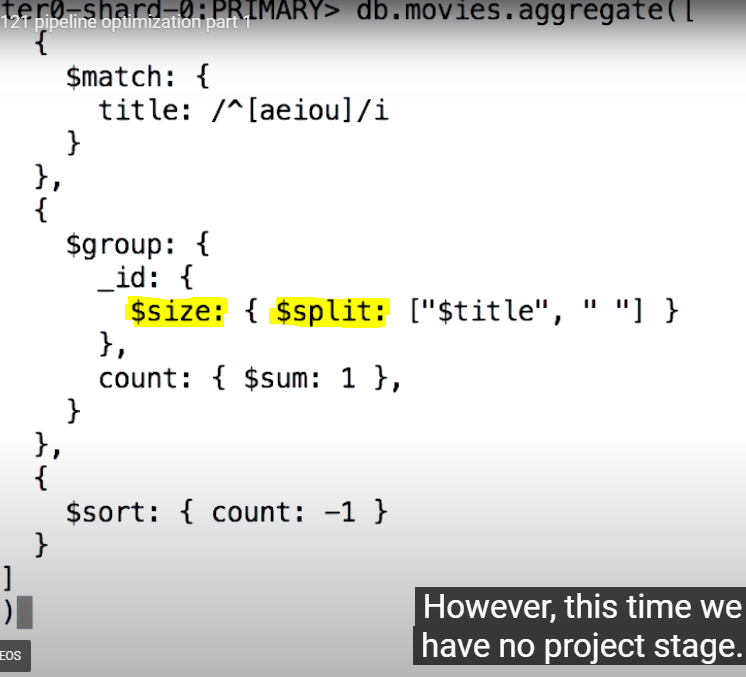 ter0-shard-0:PRIMARY> db.movies.aggregate([
121 pipeline optimization part 1
{
$match: {
title: /^[aeiou]/i
}
},
{
$group: {
_id: {
$size: { $split: ["$title", " "] }
},
count: { $sum: 1 },
}
},
{
$sort: { count: -1 }
}
]
)
However, this time we
have no project stage.
EOS